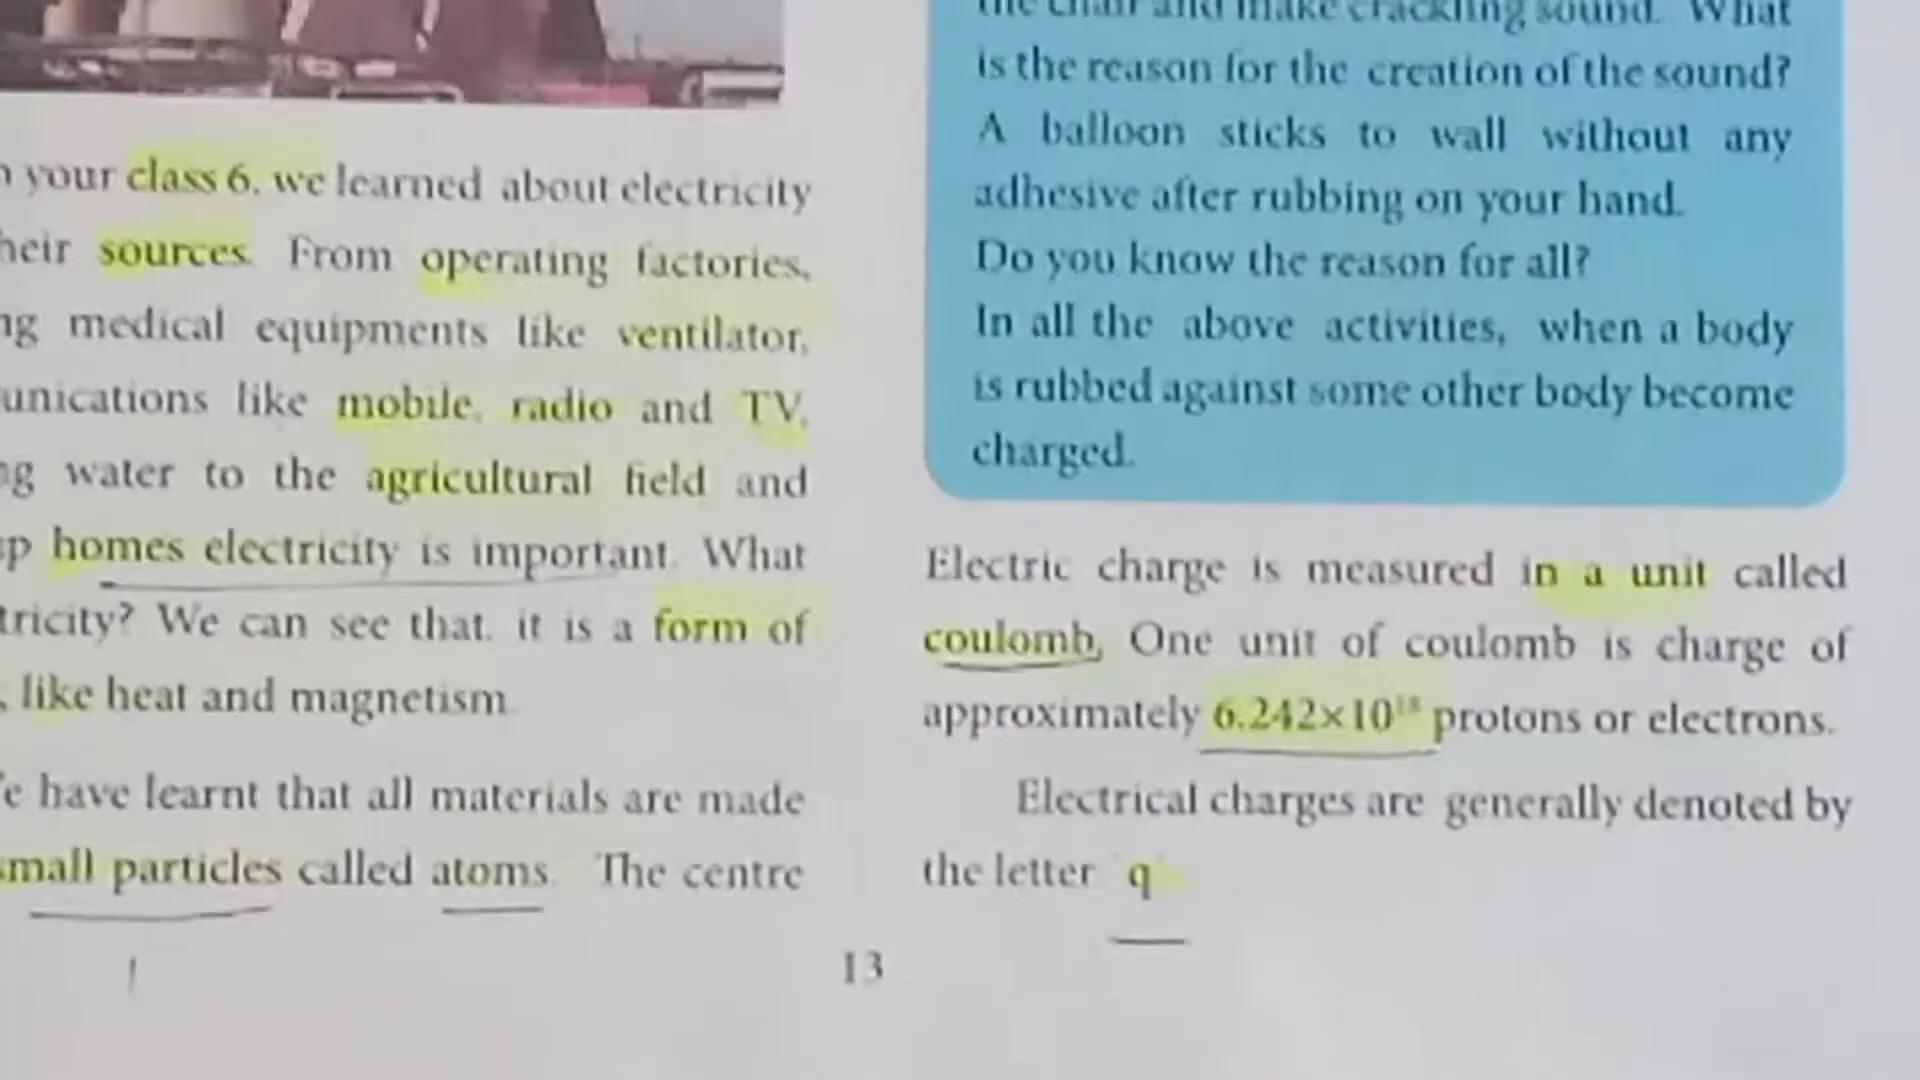 your class 6, we learned about electricity
sources. From operating factories,
medical equipments like ventilator,
like mobile, radio and TV,
water to the agricultural field and
homes electricity is important. What
We can see that, it is a form of
like heat and magnetism.
have learnt that all materials are made
small particles called atoms. The centre
the chair and make crackling sound. What
is the reason for the creation of the sound?
A balloon sticks to wall without any
adhesive after rubbing on your hand.
Do you know the reason for all?
In all the above activities, when a body
is rubbed against some other body become
charged.
Electric charge is measured in a unit called
coulomb, One unit of coulomb is charge of
approximately 6.242×10¹⁸ protons or electrons.
Electrical charges are generally denoted by
the letter 'q'
13